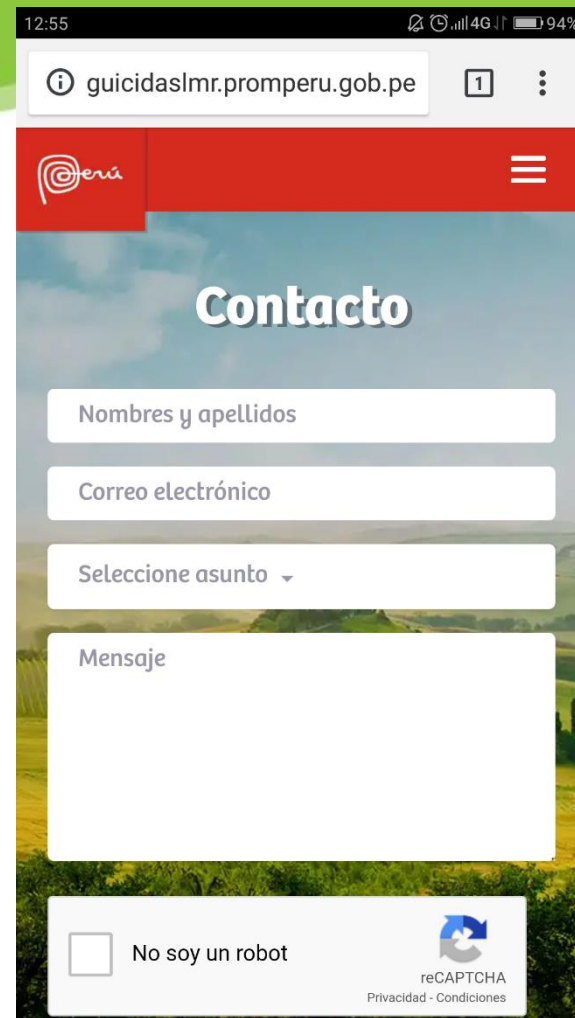 12:55 4G 94%
guicidaslmr.promperu.gob.pe 1
Perú
Contacto
Nombres y apellidos
Correo electrónico
Seleccione asunto
Mensaje
No soy un robot
reCAPTCHA
Privacidad - Condiciones